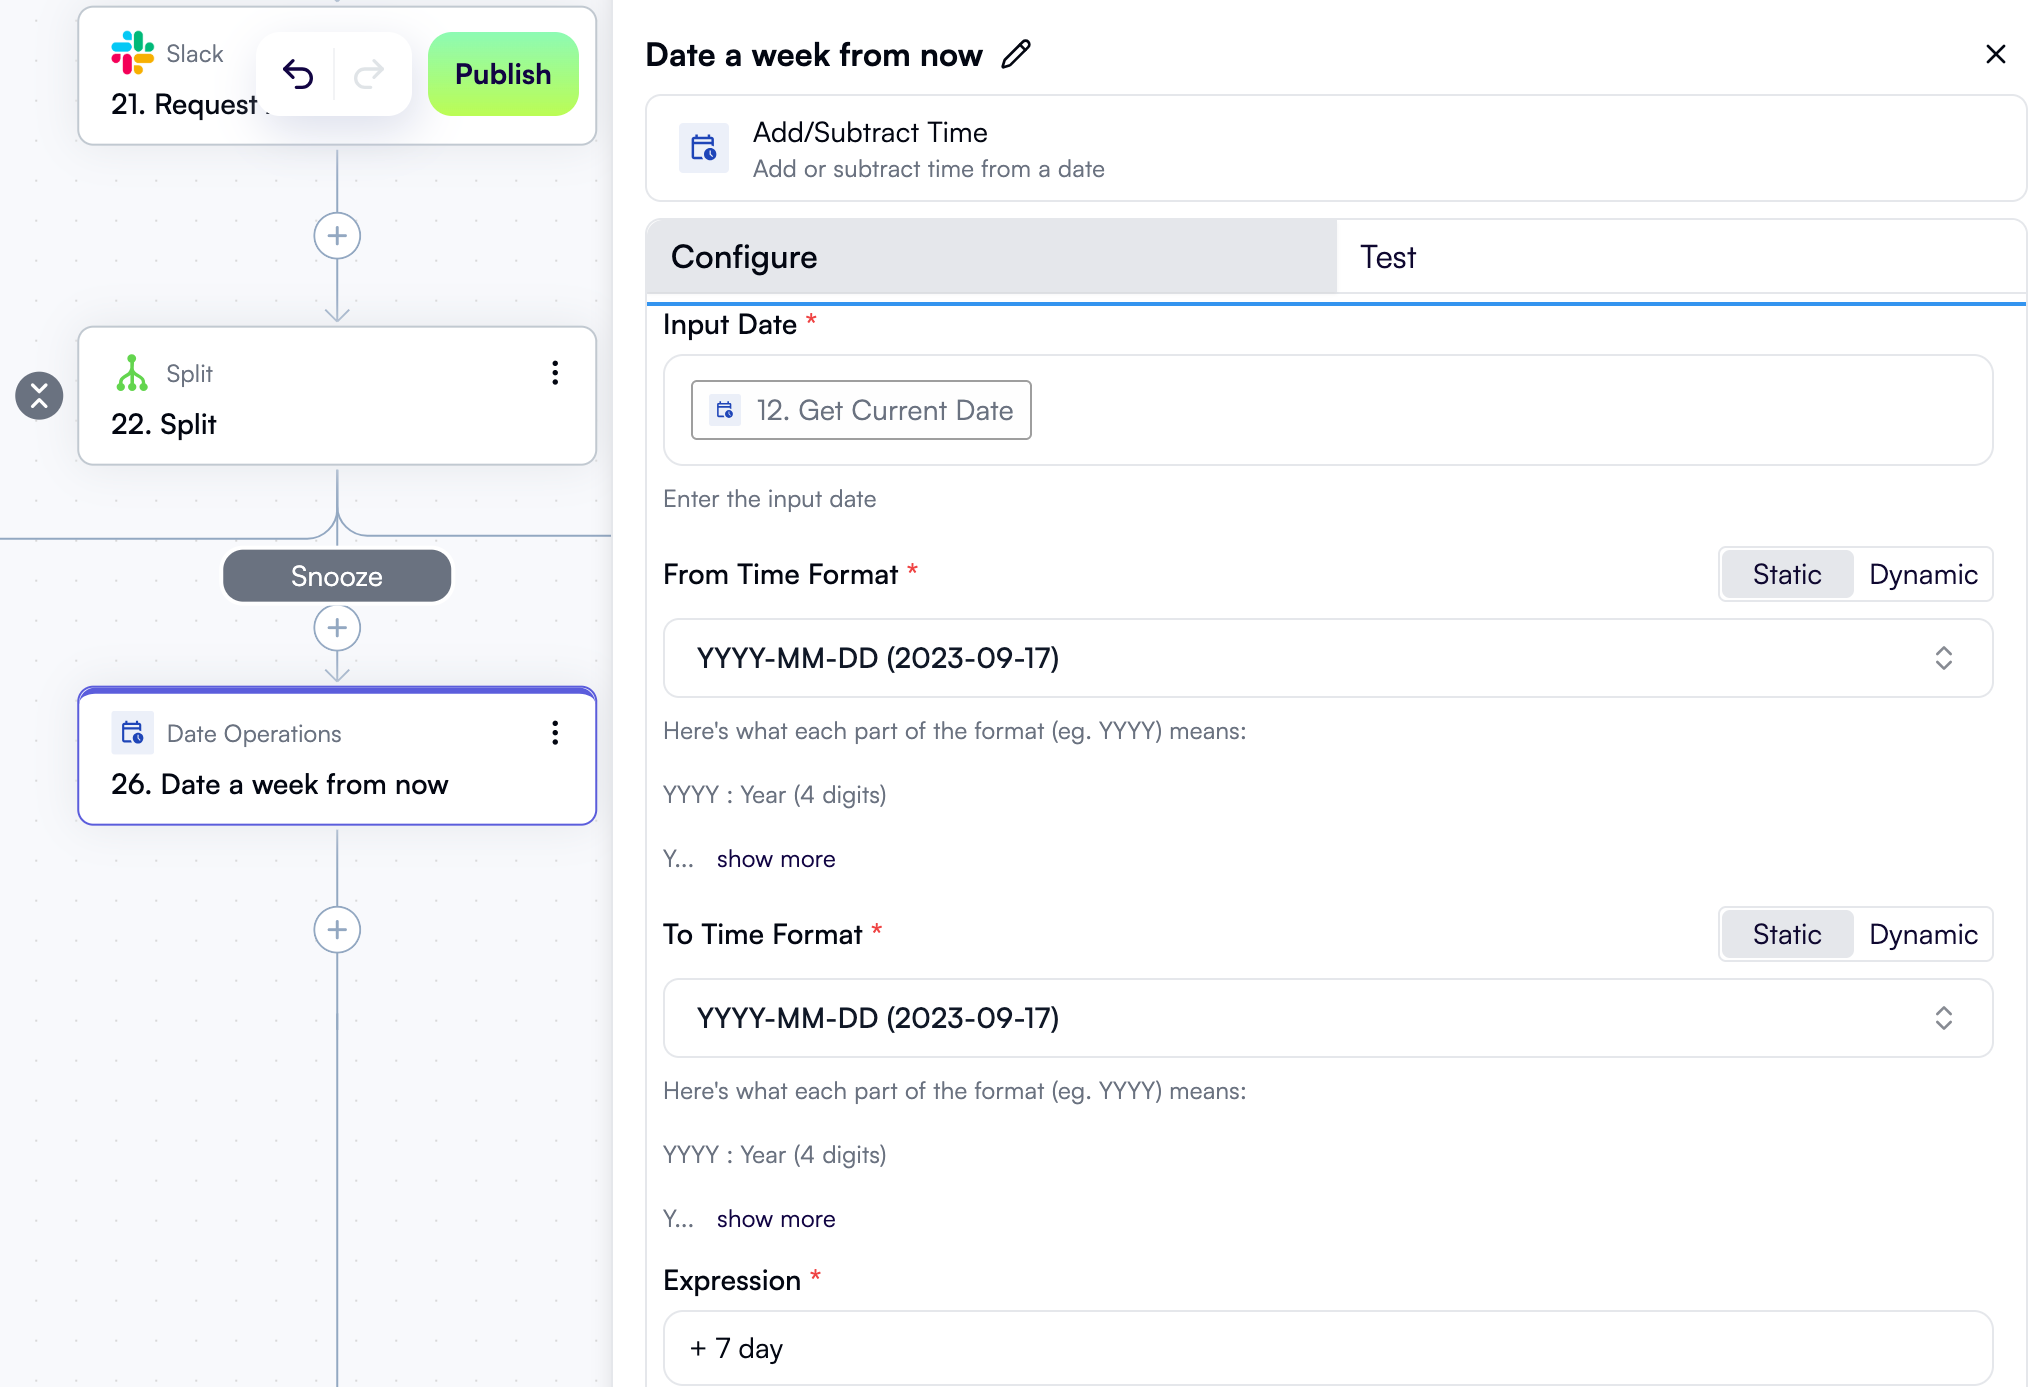 Slack
21. Request
Publish
Split
22. Split
Snooze
Date Operations
26. Date a week from now
Date a week from now
Add/Subtract Time
Add or subtract time from a date
Configure
Test
Input Date *
12. Get Current Date
Enter the input date
From Time Format *
Static Dynamic
YYYY-MM-DD (2023-09-17)
Here's what each part of the format (eg. YYYY) means:
YYYY : Year (4 digits)
Y... show more
To Time Format *
Static Dynamic
YYYY-MM-DD (2023-09-17)
Here's what each part of the format (eg. YYYY) means:
YYYY : Year (4 digits)
Y... show more
Expression *
+ 7 day